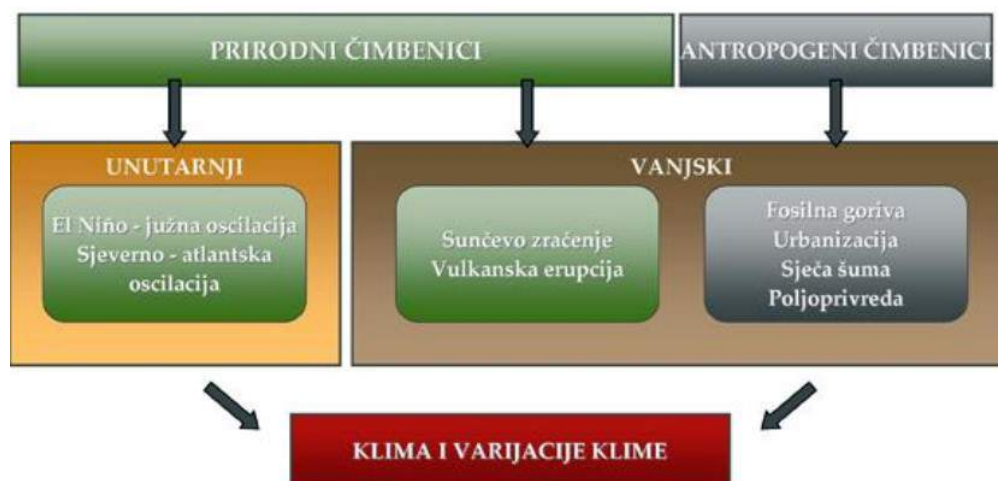 PRIRODNI ČIMBENICI
ANTROPOGENI ČIMBENICI
UNUTARNJI
El Niño - južna oscilacija
Sjeverno - atlantska
oscilacija
VANJSKI
Sunčevo zračenje
Vulkanska erupcija
Fosilna goriva
Urbanizacija
Sječa šuma
Poljoprivreda
KLIMA I VARIJACIJE KLIME